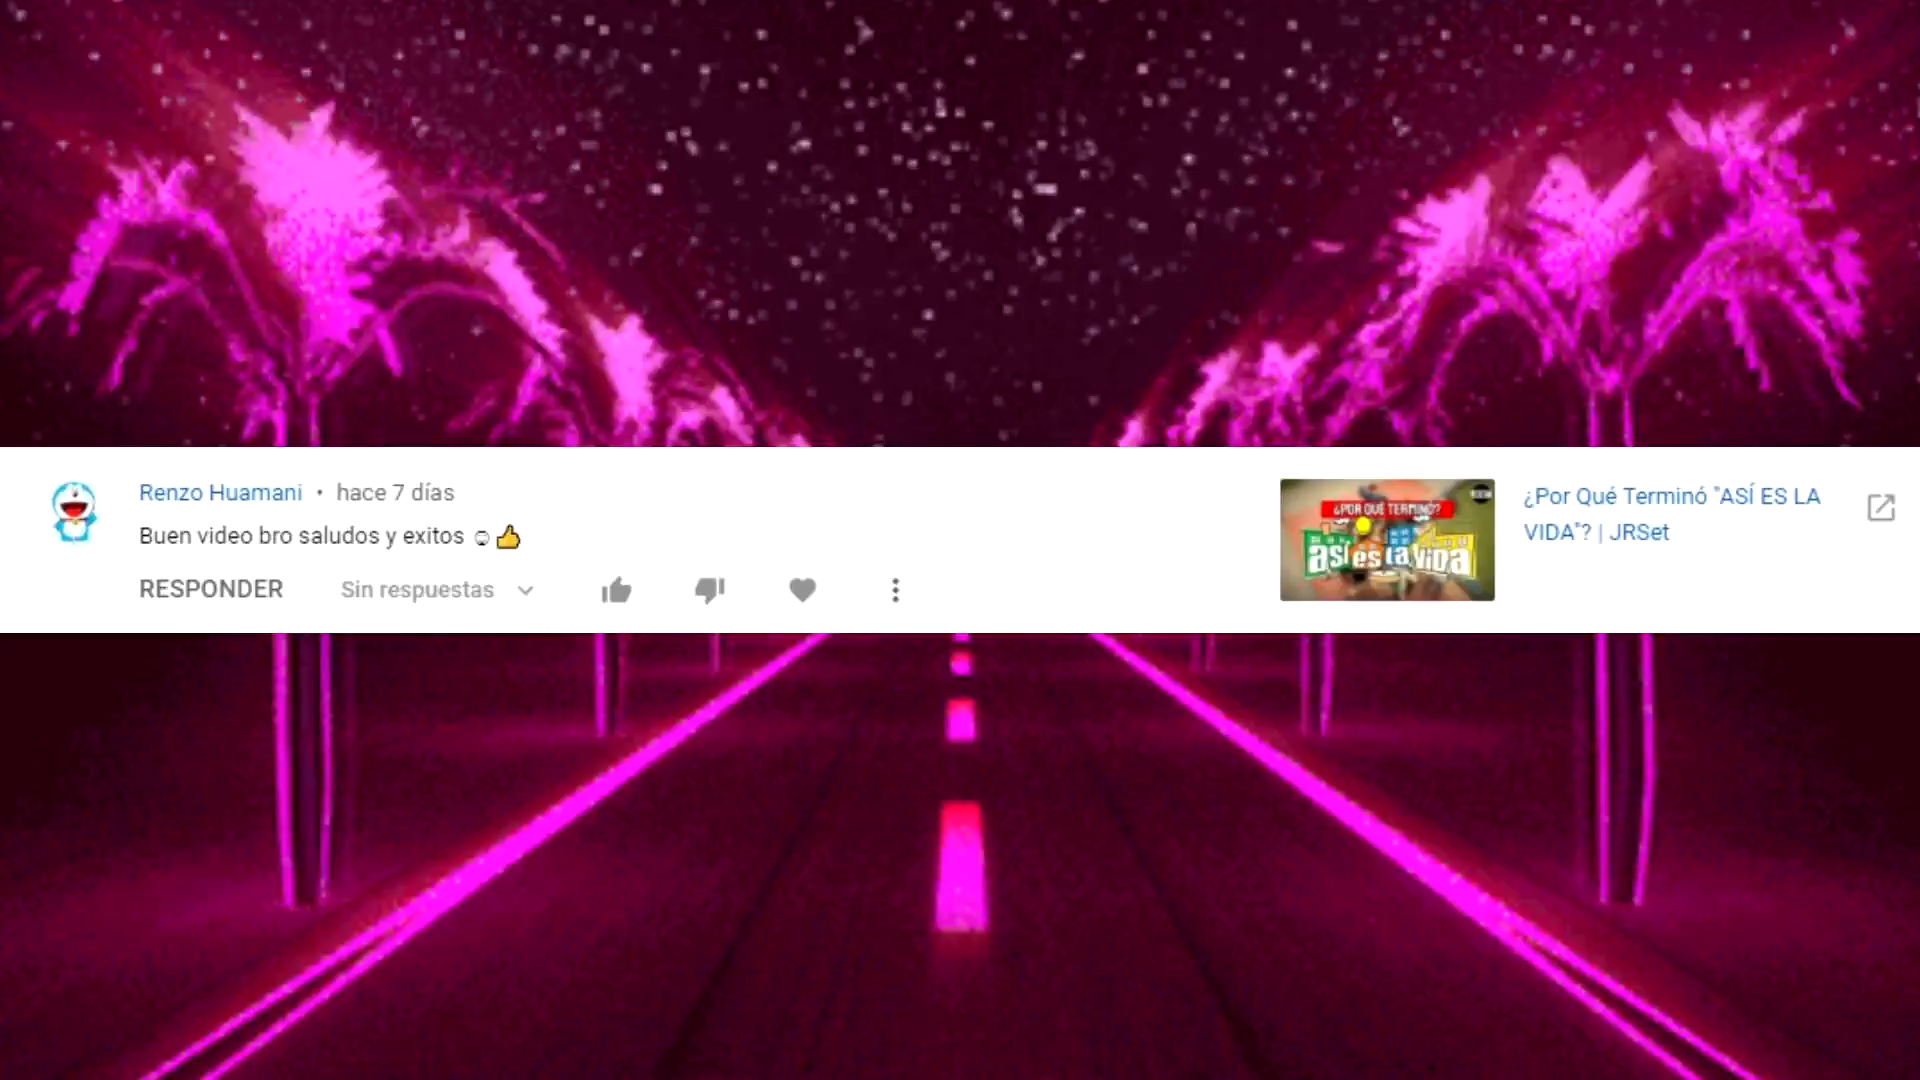 Renzo Huamani • hace 7 días
Buen video bro saludos y exitos ☺👍
RESPONDER Sin respuestas
¿POR QUÉ TERMINÓ?
así es la vida
¿Por Qué Terminó "ASÍ ES LA
VIDA"? | JRSet